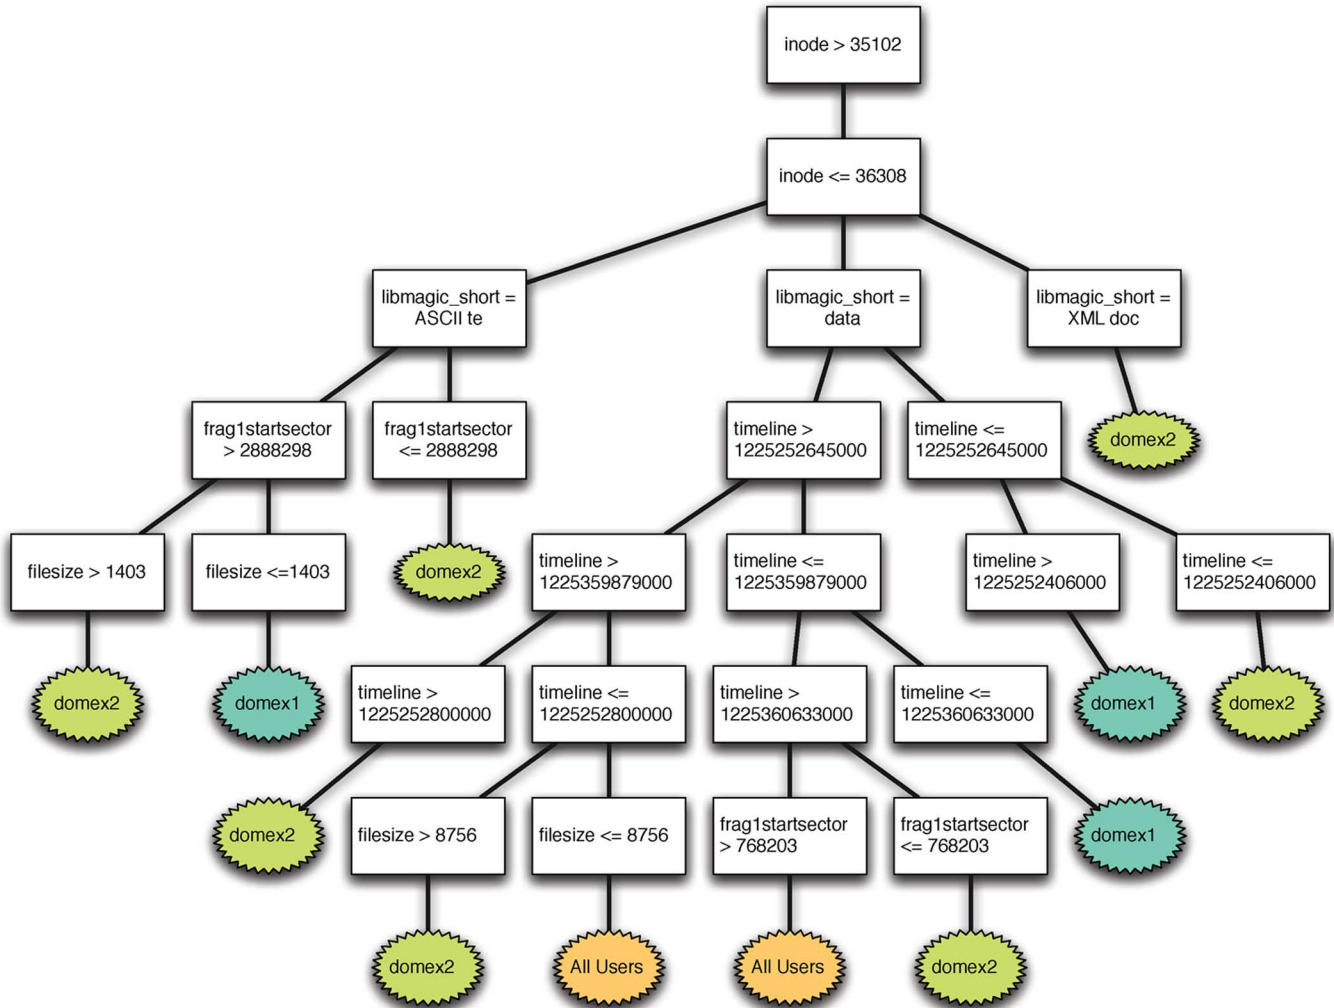 inode > 35102
inode <= 36308
libmagic_short =
ASCII te
libmagic_short =
data
libmagic_short =
XML doc
frag1startsector
> 2888298
frag1startsector
<= 2888298
timeline >
1225252645000
timeline <=
1225252645000
domex2
filesize > 1403
filesize <=1403
domex2
timeline >
1225359879000
timeline <=
1225359879000
timeline >
1225252406000
timeline <=
1225252406000
domex2
domex1
timeline >
1225252800000
timeline <=
1225252800000
timeline >
1225360633000
timeline <=
1225360633000
domex1
domex2
domex2
filesize > 8756
filesize <= 8756
frag1startsector
> 768203
frag1startsector
<= 768203
domex1
domex2
All Users
All Users
domex2